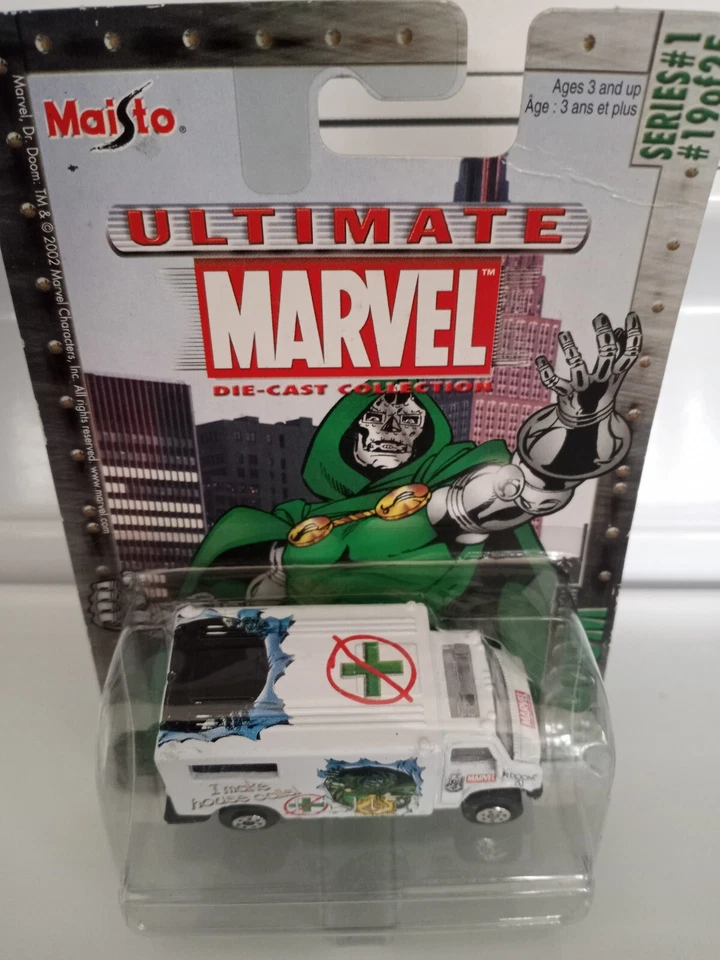 Maisto®
Ages 3 and up
Âge : 3 ans et plus
SERIES#1
#19of25
Marvel, Dr. Doom: TM & © 2002 Marvel Characters, Inc. All rights reserved. www.marvel.com
ULTIMATE
MARVEL™
DIE-CAST COLLECTION
MARVEL
I make
house calls!
MARVEL